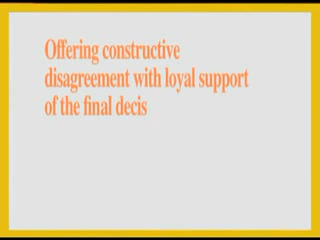 Offering constructive
disagreement with loyal support
of the final decis